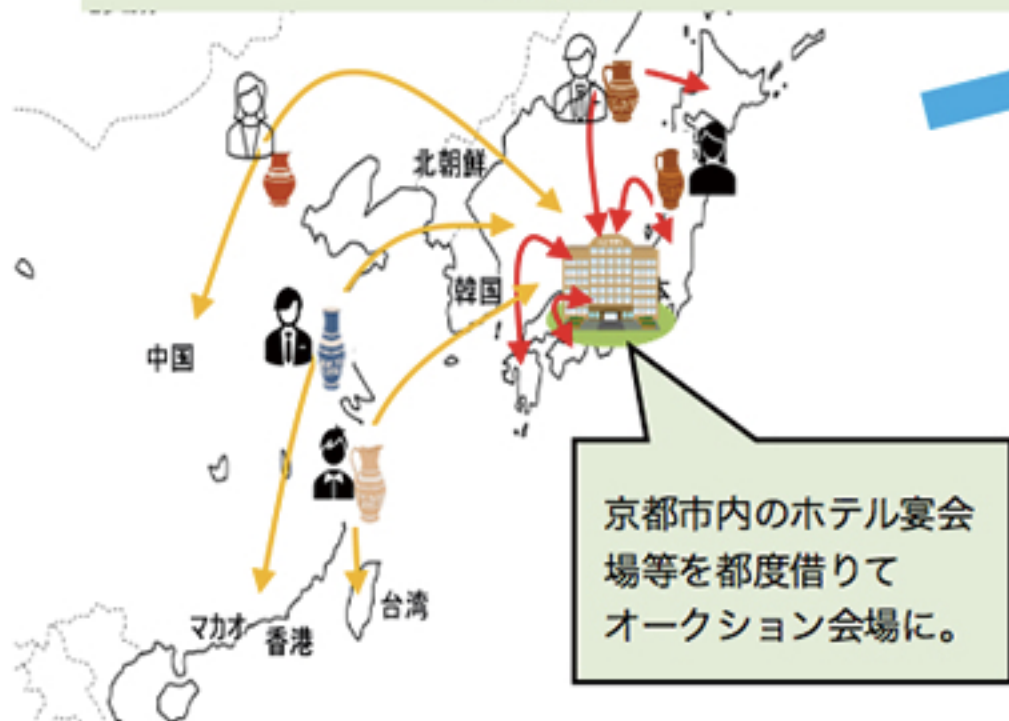 北朝鮮
韓国
本
中国
京都市内のホテル宴会
場等を都度借りて
オークション会場に。
台湾
マカオ
香港